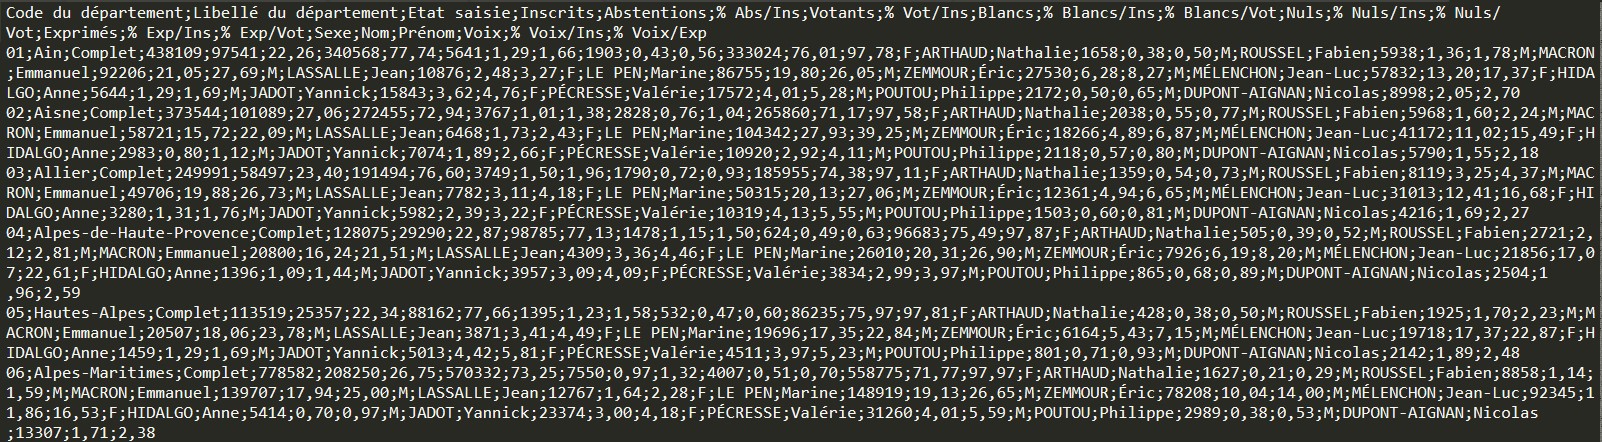 Code du département;Libellé du département;Etat saisie;Inscrits;Abstentions;% Abs/Ins;Votants;% Vot/Ins;Blancs;% Blancs/Ins;% Blancs/Vot;Nuls;% Nuls/Ins;% Nuls/
Vot;Exprimés;% Exp/Ins;% Exp/Vot;Sexe;Nom;Prénom;Voix;% Voix/Ins;% Voix/Exp
01;Ain;Complet;438109;97541;22,26;340568;77,74;5641;1,29;1,66;1903;0,43;0,56;333024;76,01;97,78;F;ARTHAUD;Nathalie;1658;0,38;0,50;M;ROUSSEL;Fabien;5938;1,36;1,78;M;MACRON
;Emmanuel;92206;21,05;27,69;M;LASSALLE;Jean;10876;2,48;3,27;F;LE PEN;Marine;86755;19,80;26,05;M;ZEMMOUR;Éric;27530;6,28;8,27;M;MÉLENCHON;Jean-Luc;57832;13,20;17,37;F;HIDA
LGO;Anne;5644;1,29;1,69;M;JADOT;Yannick;15843;3,62;4,76;F;PÉCRESSE;Valérie;17572;4,01;5,28;M;POUTOU;Philippe;2172;0,50;0,65;M;DUPONT-AIGNAN;Nicolas;8998;2,05;2,70
02;Aisne;Complet;373544;101089;27,06;272455;72,94;3767;1,01;1,38;2828;0,76;1,04;265860;71,17;97,58;F;ARTHAUD;Nathalie;2038;0,55;0,77;M;ROUSSEL;Fabien;5968;1,60;2,24;M;MAC
RON;Emmanuel;58721;15,72;22,09;M;LASSALLE;Jean;6468;1,73;2,43;F;LE PEN;Marine;104342;27,93;39,25;M;ZEMMOUR;Éric;18266;4,89;6,87;M;MÉLENCHON;Jean-Luc;41172;11,02;15,49;F;H
IDALGO;Anne;2983;0,80;1,12;M;JADOT;Yannick;7074;1,89;2,66;F;PÉCRESSE;Valérie;10920;2,92;4,11;M;POUTOU;Philippe;2118;0,57;0,80;M;DUPONT-AIGNAN;Nicolas;5790;1,55;2,18
03;Allier;Complet;249991;58497;23,40;191494;76,60;3749;1,50;1,96;1790;0,72;0,93;185955;74,38;97,11;F;ARTHAUD;Nathalie;1359;0,54;0,73;M;ROUSSEL;Fabien;8119;3,25;4,37;M;MAC
RON;Emmanuel;49706;19,88;26,73;M;LASSALLE;Jean;7782;3,11;4,18;F;LE PEN;Marine;50315;20,13;27,06;M;ZEMMOUR;Éric;12361;4,94;6,65;M;MÉLENCHON;Jean-Luc;31013;12,41;16,68;F;HI
DALGO;Anne;3280;1,31;1,76;M;JADOT;Yannick;5982;2,39;3,22;F;PÉCRESSE;Valérie;10319;4,13;5,55;M;POUTOU;Philippe;1503;0,60;0,81;M;DUPONT-AIGNAN;Nicolas;4216;1,69;2,27
04;Alpes-de-Haute-Provence;Complet;128075;29290;22,87;98785;77,13;1478;1,15;1,50;624;0,49;0,63;96683;75,49;97,87;F;ARTHAUD;Nathalie;505;0,39;0,52;M;ROUSSEL;Fabien;2721;2,
12;2,81;M;MACRON;Emmanuel;20800;16,24;21,51;M;LASSALLE;Jean;4309;3,36;4,46;F;LE PEN;Marine;26010;20,31;26,90;M;ZEMMOUR;Éric;7926;6,19;8,20;M;MÉLENCHON;Jean-Luc;21856;17,0
7;22,61;F;HIDALGO;Anne;1396;1,09;1,44;M;JADOT;Yannick;3957;3,09;4,09;F;PÉCRESSE;Valérie;3834;2,99;3,97;M;POUTOU;Philippe;865;0,68;0,89;M;DUPONT-AIGNAN;Nicolas;2504;1
,96;2,59
05;Hautes-Alpes;Complet;113519;25357;22,34;88162;77,66;1395;1,23;1,58;532;0,47;0,60;86235;75,97;97,81;F;ARTHAUD;Nathalie;428;0,38;0,50;M;ROUSSEL;Fabien;1925;1,70;2,23;M;M
ACRON;Emmanuel;20507;18,06;23,78;M;LASSALLE;Jean;3871;3,41;4,49;F;LE PEN;Marine;19696;17,35;22,84;M;ZEMMOUR;Éric;6164;5,43;7,15;M;MÉLENCHON;Jean-Luc;19718;17,37;22,87;F;H
IDALGO;Anne;1459;1,29;1,69;M;JADOT;Yannick;5013;4,42;5,81;F;PÉCRESSE;Valérie;4511;3,97;5,23;M;POUTOU;Philippe;801;0,71;0,93;M;DUPONT-AIGNAN;Nicolas;2142;1,89;2,48
06;Alpes-Maritimes;Complet;778582;208250;26,75;570332;73,25;7550;0,97;1,32;4007;0,51;0,70;558775;71,77;97,97;F;ARTHAUD;Nathalie;1627;0,21;0,29;M;ROUSSEL;Fabien;8858;1,14;
1,59;M;MACRON;Emmanuel;139707;17,94;25,00;M;LASSALLE;Jean;12767;1,64;2,28;F;LE PEN;Marine;148919;19,13;26,65;M;ZEMMOUR;Éric;78208;10,04;14,00;M;MÉLENCHON;Jean-Luc;92345;1
1,86;16,53;F;HIDALGO;Anne;5414;0,70;0,97;M;JADOT;Yannick;23374;3,00;4,18;F;PÉCRESSE;Valérie;31260;4,01;5,59;M;POUTOU;Philippe;2989;0,38;0,53;M;DUPONT-AIGNAN;Nicolas
;13307;1,71;2,38